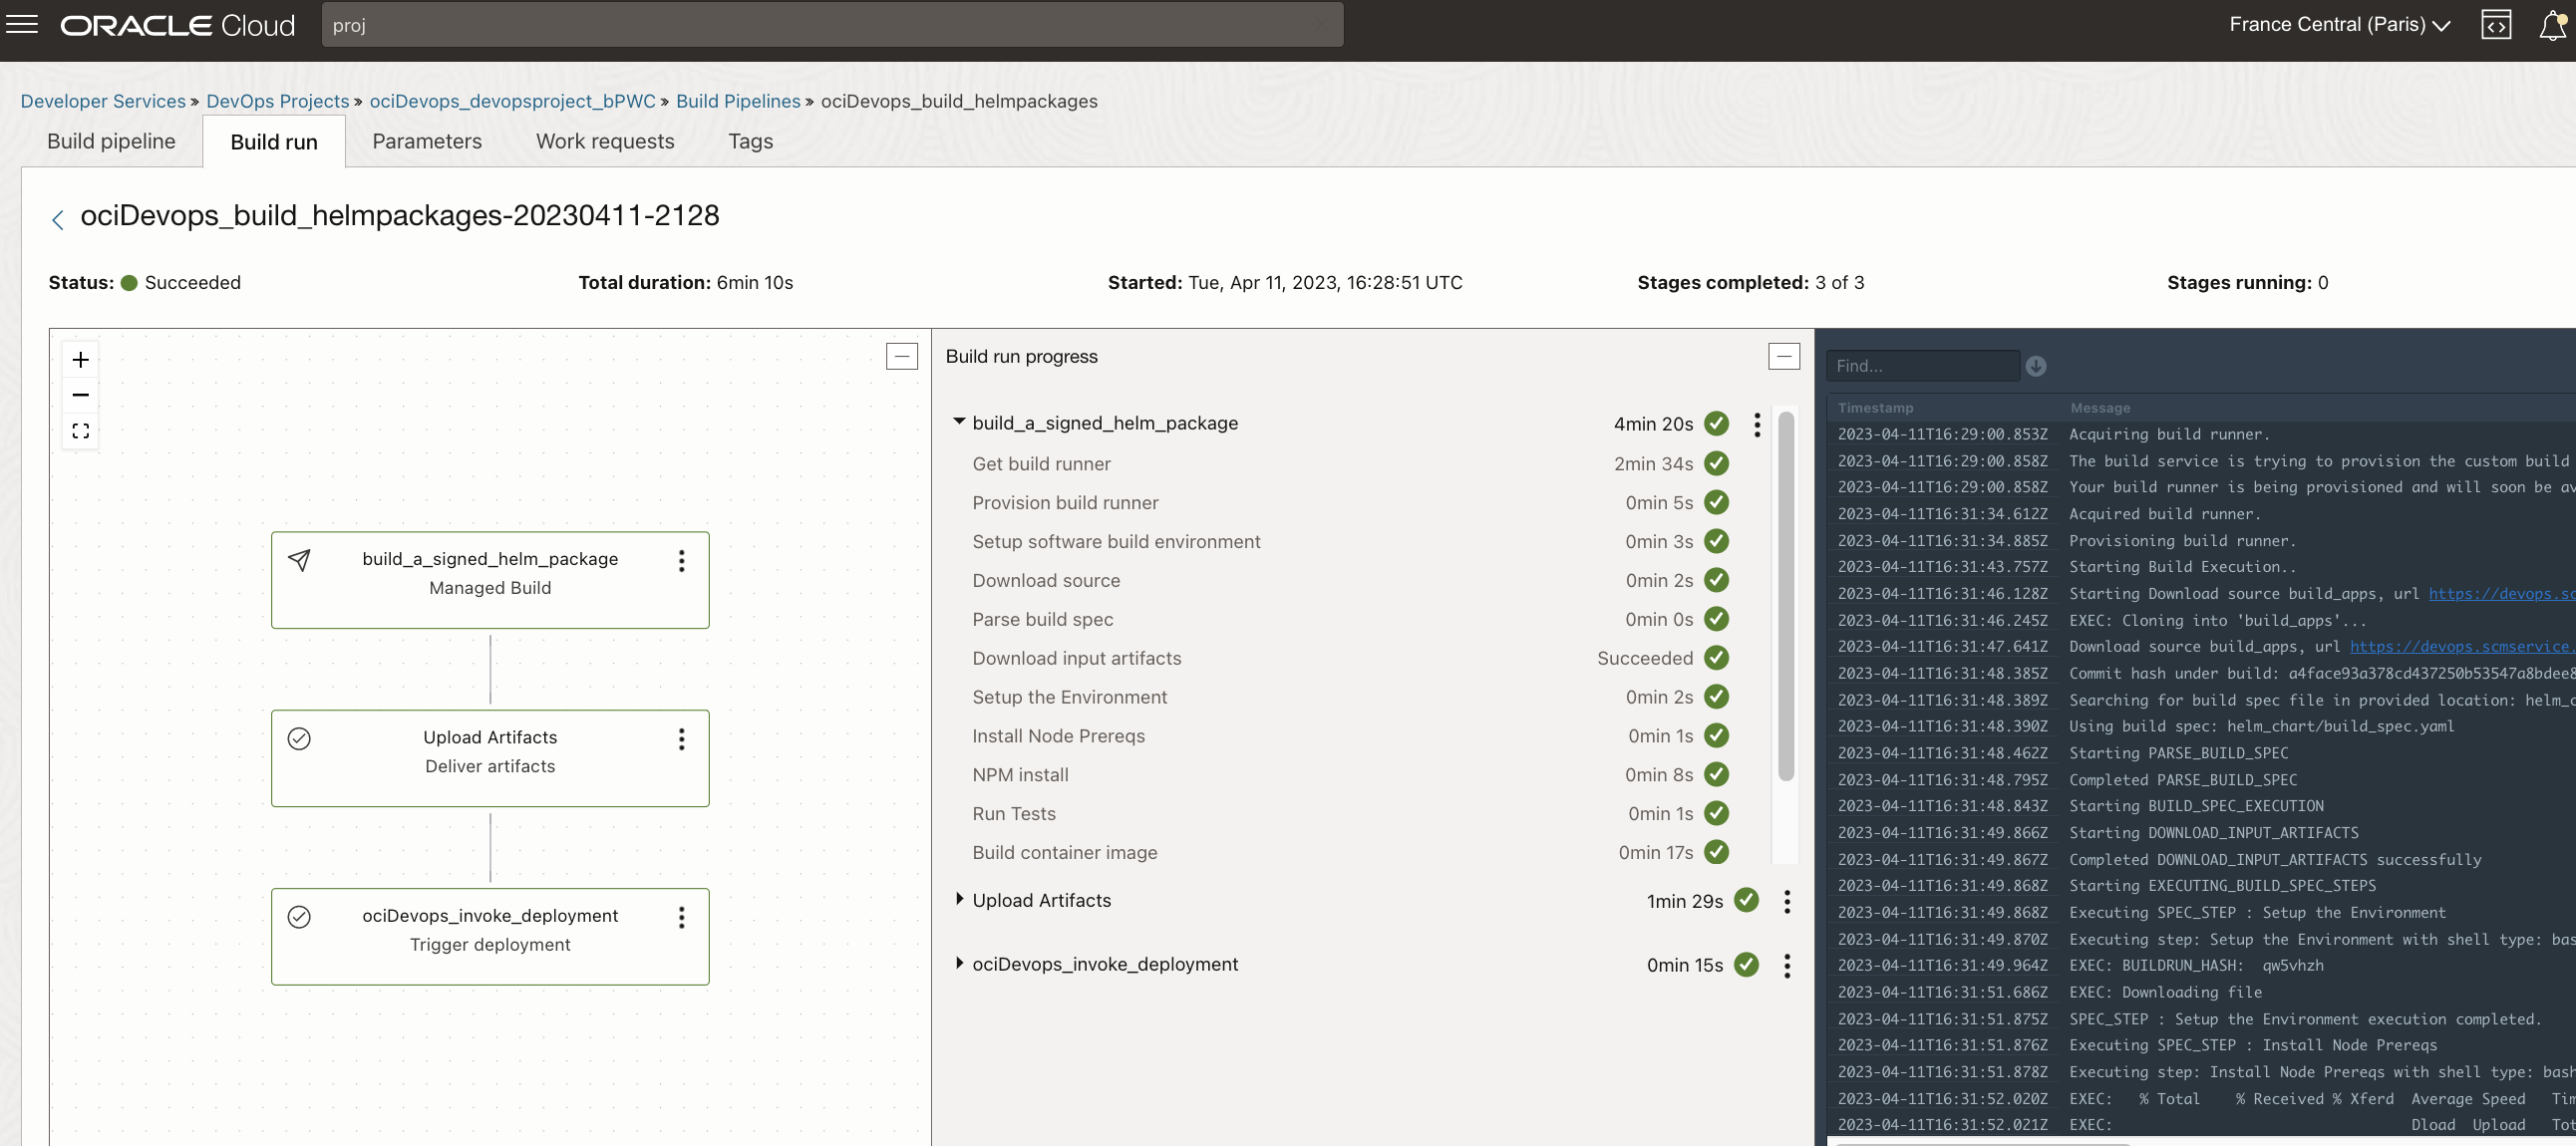 ORACLE Cloud
proj
France Central (Paris)
Developer Services » DevOps Projects » ociDevops_devopsproject_bPWC » Build Pipelines » ociDevops_build_helmpackages
Build pipeline
Build run
Parameters
Work requests
Tags
ociDevops_build_helmpackages-20230411-2128
Status: Succeeded
Total duration: 6min 10s
Started: Tue, Apr 11, 2023, 16:28:51 UTC
Stages completed: 3 of 3
Stages running: 0
build_a_signed_helm_package
Managed Build
Upload Artifacts
Deliver artifacts
ociDevops_invoke_deployment
Trigger deployment
Build run progress
build_a_signed_helm_package 4min 20s
Get build runner 2min 34s
Provision build runner 0min 5s
Setup software build environment 0min 3s
Download source 0min 2s
Parse build spec 0min 0s
Download input artifacts Succeeded
Setup the Environment 0min 2s
Install Node Prereqs 0min 1s
NPM install 0min 8s
Run Tests 0min 1s
Build container image 0min 17s
Upload Artifacts 1min 29s
ociDevops_invoke_deployment 0min 15s
Find...
Timestamp Message
2023-04-11T16:29:00.853Z Acquiring build runner.
2023-04-11T16:29:00.858Z The build service is trying to provision the custom build
2023-04-11T16:29:00.858Z Your build runner is being provisioned and will soon be av
2023-04-11T16:31:34.612Z Acquired build runner.
2023-04-11T16:31:34.885Z Provisioning build runner.
2023-04-11T16:31:43.757Z Starting Build Execution..
2023-04-11T16:31:46.128Z Starting Download source build_apps, url https://devops.sc
2023-04-11T16:31:46.245Z EXEC: Cloning into 'build_apps'...
2023-04-11T16:31:47.641Z Download source build_apps, url https://devops.scmservice.
2023-04-11T16:31:48.385Z Commit hash under build: a4face93a378cd437250b53547a8bdee8
2023-04-11T16:31:48.389Z Searching for build spec file in provided location: helm_c
2023-04-11T16:31:48.390Z Using build spec: helm_chart/build_spec.yaml
2023-04-11T16:31:48.462Z Starting PARSE_BUILD_SPEC
2023-04-11T16:31:48.795Z Completed PARSE_BUILD_SPEC
2023-04-11T16:31:48.843Z Starting BUILD_SPEC_EXECUTION
2023-04-11T16:31:49.866Z Starting DOWNLOAD_INPUT_ARTIFACTS
2023-04-11T16:31:49.867Z Completed DOWNLOAD_INPUT_ARTIFACTS successfully
2023-04-11T16:31:49.868Z Starting EXECUTING_BUILD_SPEC_STEPS
2023-04-11T16:31:49.868Z Executing SPEC_STEP : Setup the Environment
2023-04-11T16:31:49.870Z Executing step: Setup the Environment with shell type: bas
2023-04-11T16:31:49.964Z EXEC: BUILDRUN_HASH: qw5vhzh
2023-04-11T16:31:51.686Z EXEC: Downloading file
2023-04-11T16:31:51.875Z SPEC_STEP : Setup the Environment execution completed.
2023-04-11T16:31:51.876Z Executing SPEC_STEP : Install Node Prereqs
2023-04-11T16:31:51.878Z Executing step: Install Node Prereqs with shell type: bash
2023-04-11T16:31:52.020Z EXEC: % Total % Received % Xferd Average Speed Tim
2023-04-11T16:31:52.021Z EXEC: Dload Upload To